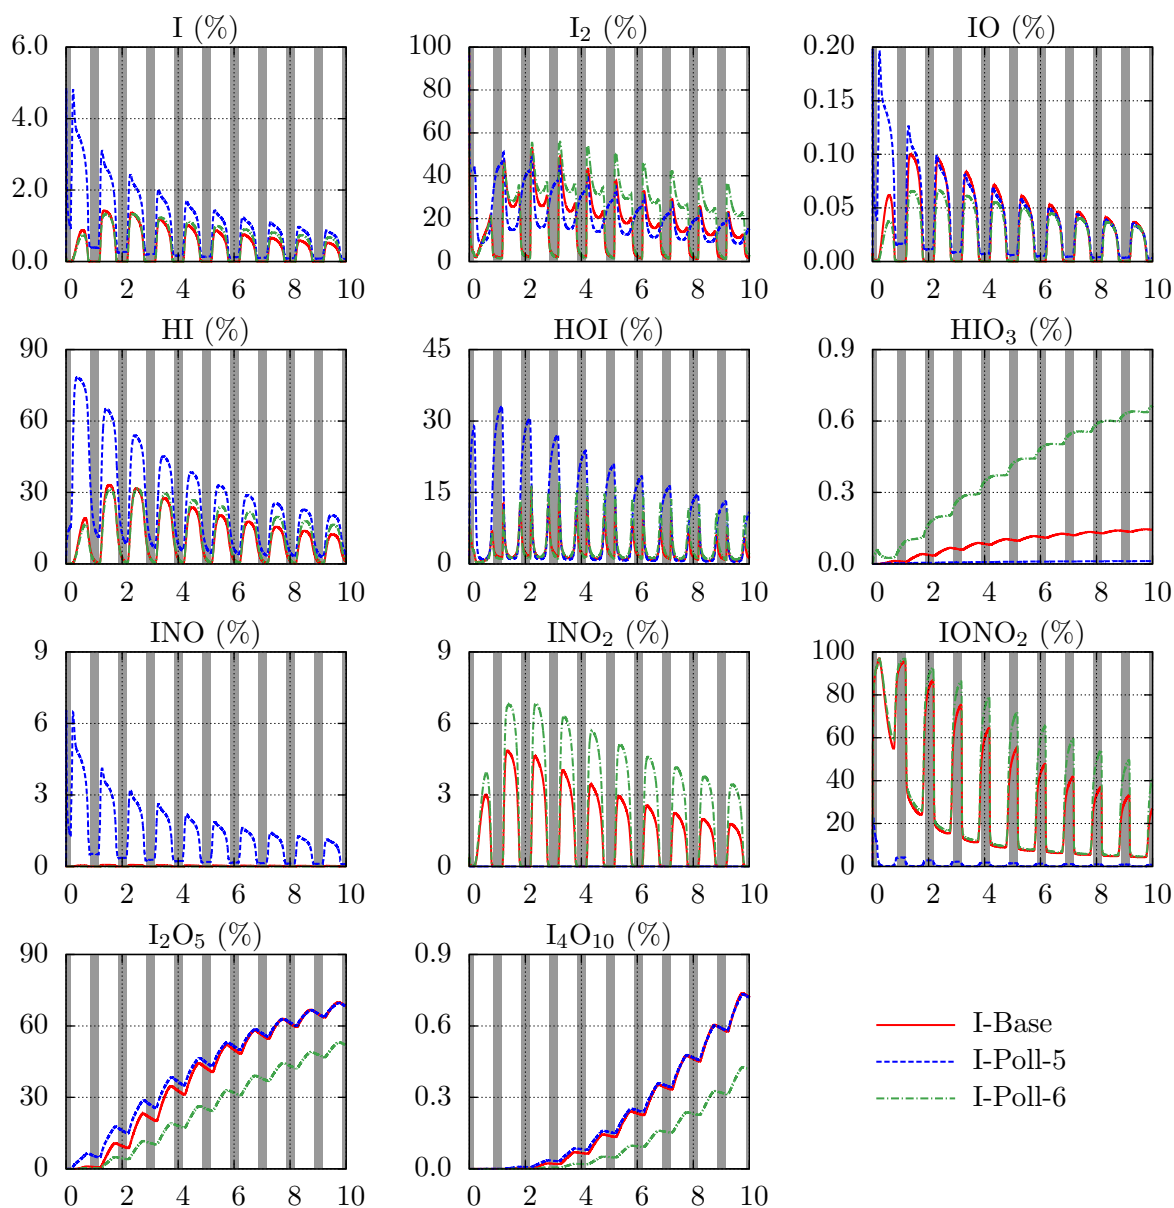 I (%)
6.0
4.0
2.0
0.0
0 2 4 6 8 10
I₂ (%)
100
80
60
40
20
0
0 2 4 6 8 10
IO (%)
0.20
0.15
0.10
0.05
0.00
0 2 4 6 8 10
HI (%)
90
60
30
0
0 2 4 6 8 10
HOI (%)
45
30
15
0
0 2 4 6 8 10
HIO₃ (%)
0.9
0.6
0.3
0.0
0 2 4 6 8 10
INO (%)
9
6
3
0
0 2 4 6 8 10
INO₂ (%)
9
6
3
0
0 2 4 6 8 10
IONO₂ (%)
100
80
60
40
20
0
0 2 4 6 8 10
I₂O₅ (%)
90
60
30
0
0 2 4 6 8 10
I₄O₁₀ (%)
0.9
0.6
0.3
0.0
0 2 4 6 8 10
I-Base
I-Poll-5
I-Poll-6